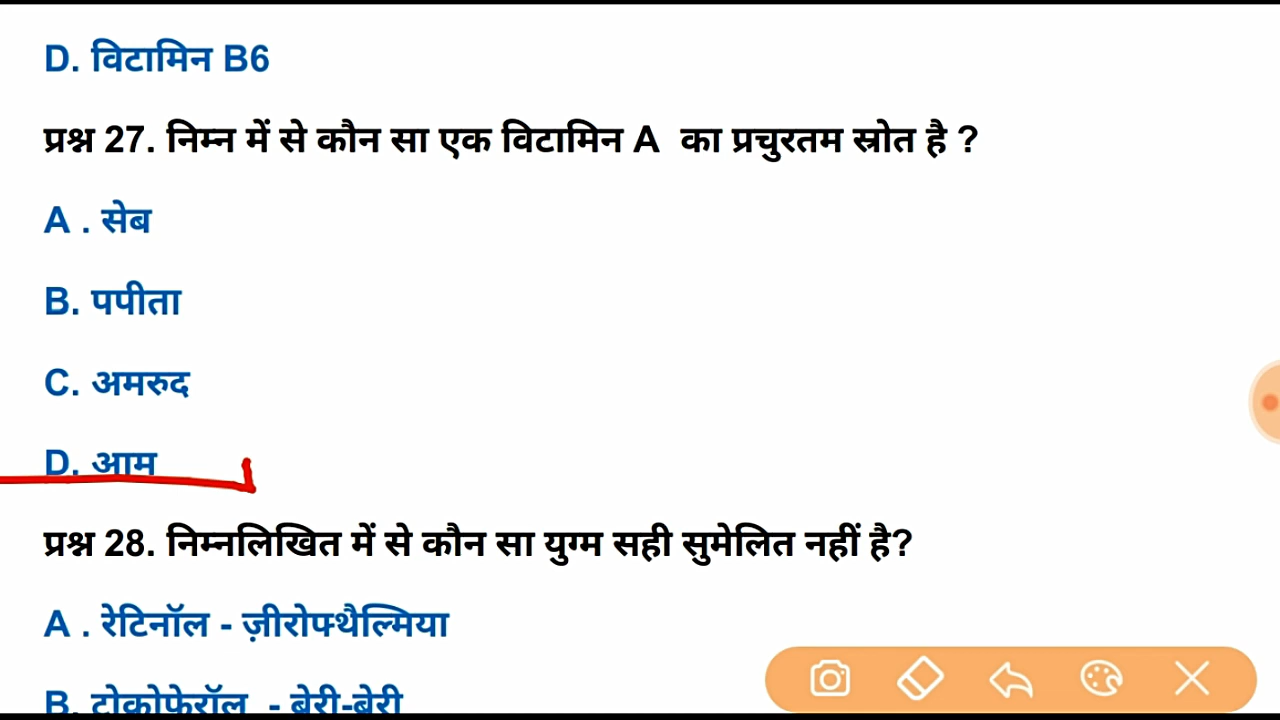 D. विटामिन B6
प्रश्न 27. निम्न में से कौन सा एक विटामिन A का प्रचुरतम स्रोत है ?
A . सेब
B. पपीता
C. अमरुद
D. आम
प्रश्न 28. निम्नलिखित में से कौन सा युग्म सही सुमेलित नहीं है?
A . रेटिनॉल - ज़ीरोफ्थैल्मिया
B. टोकोफेरॉल - बेरी-बेरी